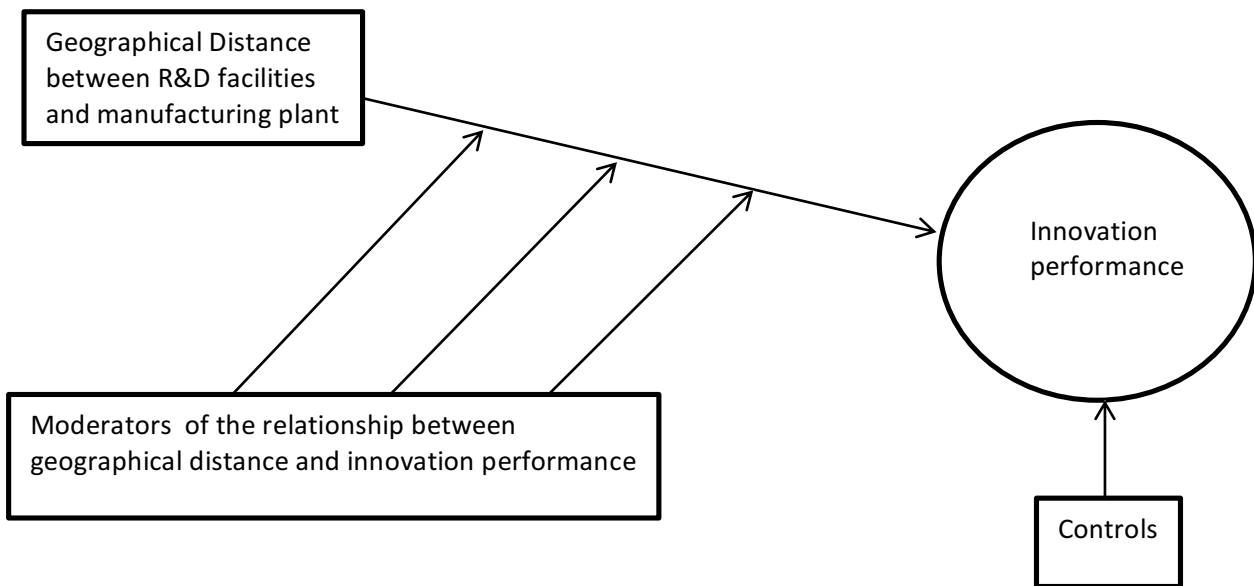 Geographical Distance
between R&D facilities
and manufacturing plant
Innovation
performance
Moderators  of the relationship between
geographical distance and innovation performance
Controls